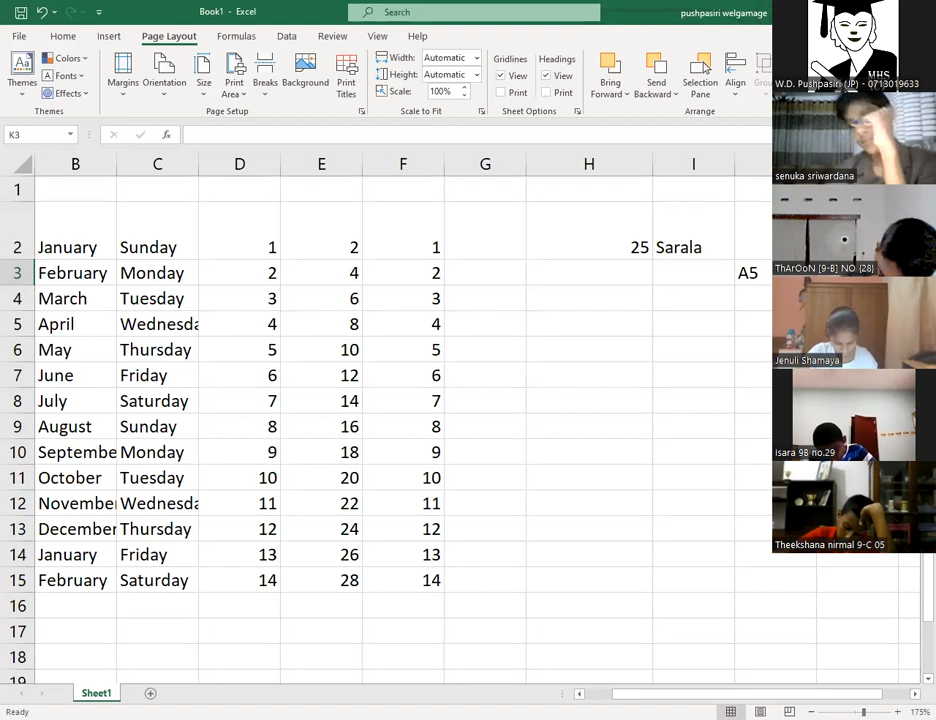 Book1 - Excel
Search
pushpasiri welgamage
File Home Insert Page Layout Formulas Data Review View Help
Themes
Colors
Fonts
Effects
Themes
Margins
Orientation
Size
Print Area
Breaks
Background
Print Titles
Page Setup
Width: Automatic
Height: Automatic
Scale: 100%
Scale to Fit
Gridlines
View
Print
Headings
View
Print
Sheet Options
Bring Forward
Send Backward
Selection Pane
Align
Arrange
K3
fx
B C D E F G H I
1
2 January Sunday 1 2 1 25 Sarala
3 February Monday 2 4 2 A5
4 March Tuesday 3 6 3
5 April Wednesda 4 8 4
6 May Thursday 5 10 5
7 June Friday 6 12 6
8 July Saturday 7 14 7
9 August Sunday 8 16 8
10 Septembe Monday 9 18 9
11 October Tuesday 10 20 10
12 November Wednesda 11 22 11
13 December Thursday 12 24 12
14 January Friday 13 26 13
15 February Saturday 14 28 14
16
17
18
19
Sheet1
Ready
175%
MHS
W.D. Pushpasiri (JP) - 0713019633
senuka sriwardana
ThArOoN [9-B] NO {28}
Jenuli Shamaya
Isara 9B no.29
Theekshana nirmal 9-C 05